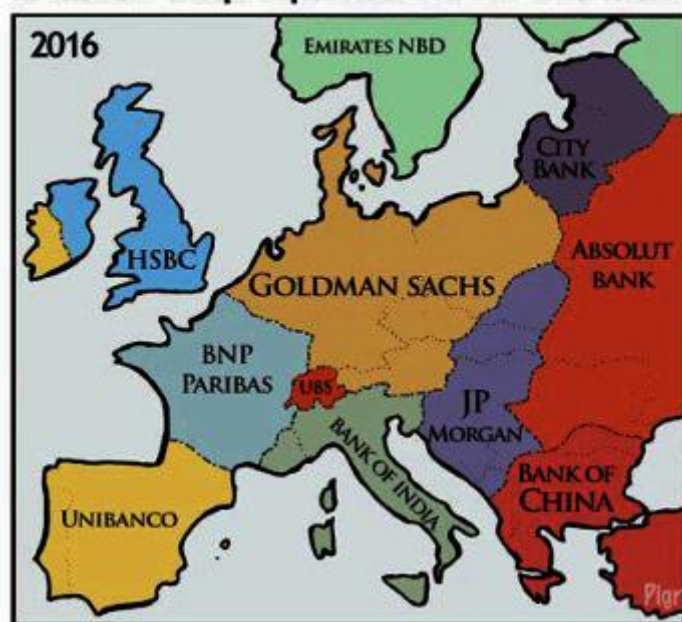 2016
EMIRATES NBD
CITY
BANK
HSBC
GOLDMAN SACHS
ABSOLUT
BANK
BNP
PARIBAS
UBS
JP
MORGAN
BANK OF INDIA
BANK OF
CHINA
UNIBANCO